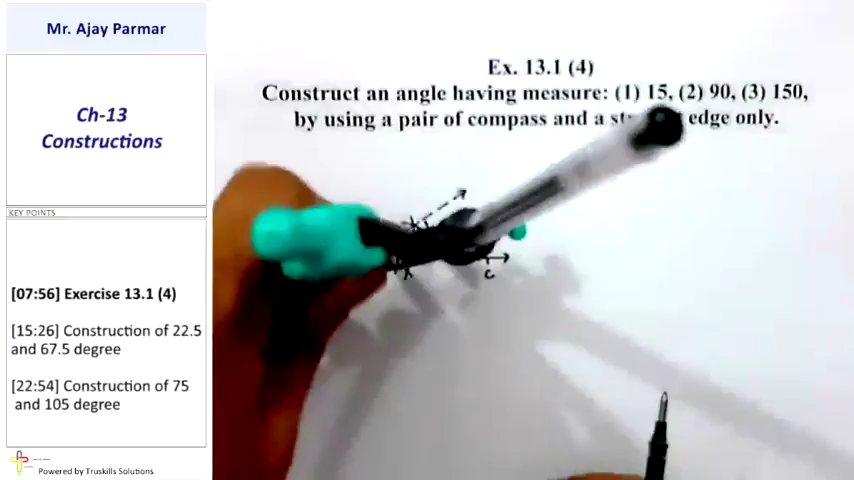 Mr. Ajay Parmar
Ch-13
Constructions
KEY POINTS
[07:56] Exercise 13.1 (4)
[15:26] Construction of 22.5
and 67.5 degree
[22:54] Construction of 75
and 105 degree
Powered by Truskills Solutions
Ex. 13.1 (4)
Construct an angle having measure: (1) 15, (2) 90, (3) 150,
by using a pair of compass and a edge only.
C